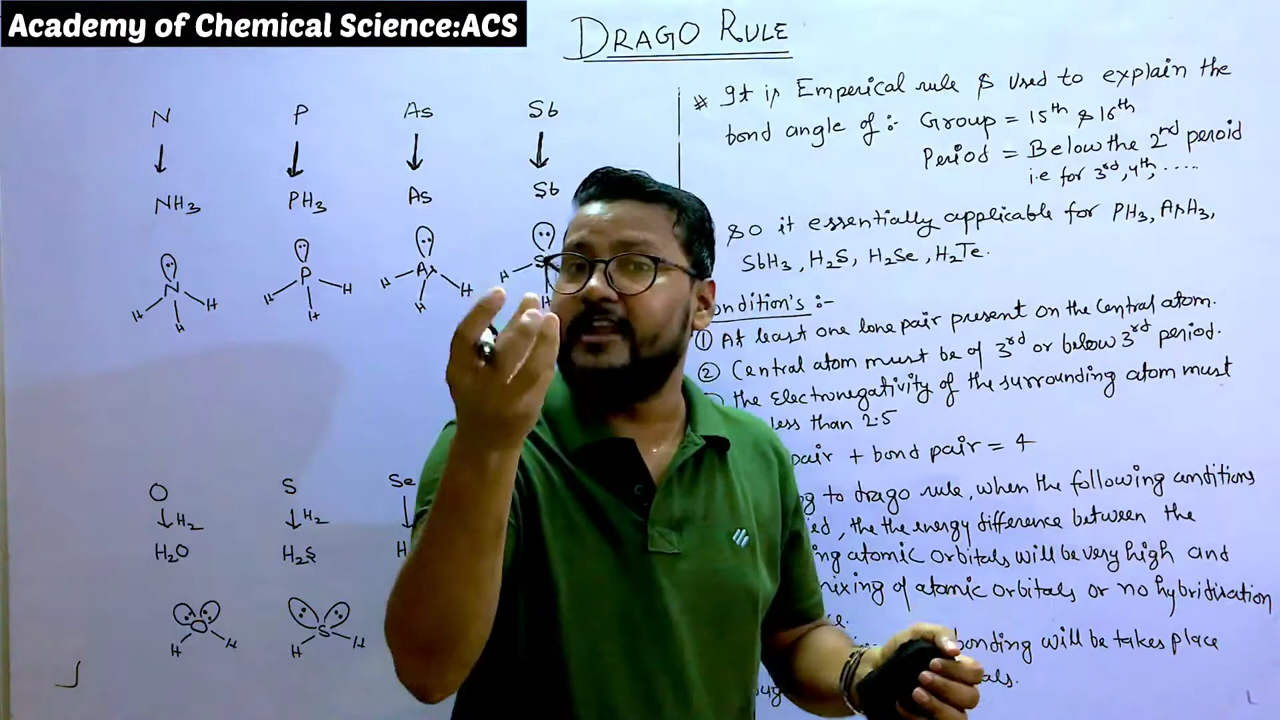 Academy of Chemical Science:ACS
DRAGO RULE
N P As Sb
NH3 PH3 As Sb
N H H H
P H H H
As H H H
H H
O S Se
H2 H2
H2O H2S H
O H H
S H H
* It is Emperical rule & used to explain the
bond angle of :- Group = 15th & 16th
Period = Below the 2nd peroid
i.e for 3rd, 4th, .....
So it essentially applicable for PH3, AsH3,
SbH3, H2S, H2Se, H2Te.
ondition's :-
① At least one lone pair present on the Central atom.
② Central atom must be of 3rd or below 3rd period.
the Electronegativity of the surrounding atom must
less than 2.5
pair + bond pair = 4
to drago rule, when the following conditions
the the energy difference between the
atomic orbitals will be very high and
mixing of atomic orbitals or no hybridisation
bonding will be takes place